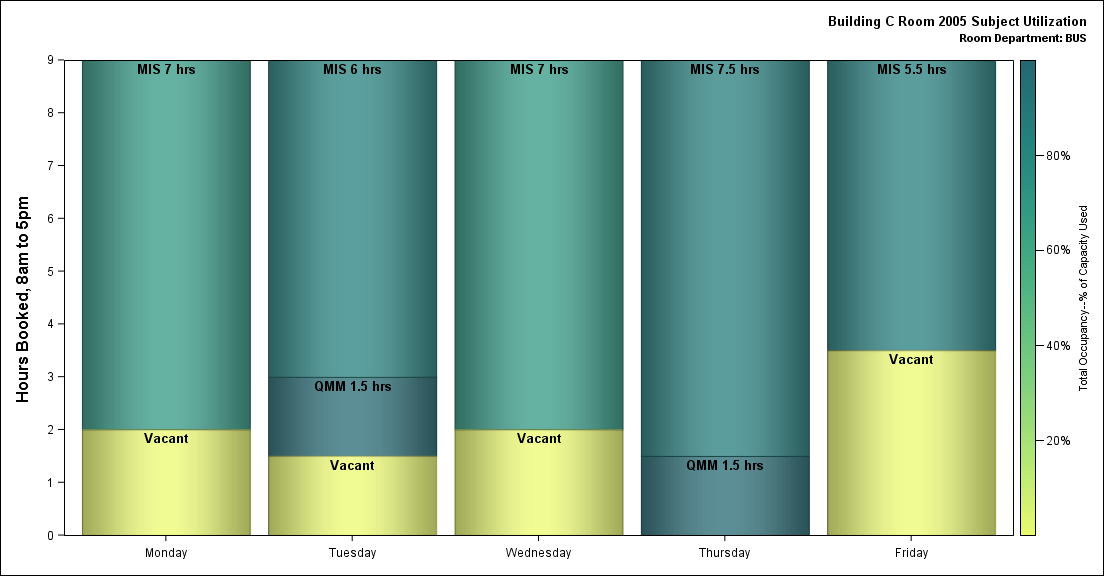 Building C Room 2005 Subject Utilization
Room Department: BUS
Hours Booked, 8am to 5pm
9
8
7
6
5
4
3
2
1
0
MIS 7 hrs
Vacant
MIS 6 hrs
QMM 1.5 hrs
Vacant
MIS 7 hrs
Vacant
MIS 7.5 hrs
QMM 1.5 hrs
MIS 5.5 hrs
Vacant
Monday
Tuesday
Wednesday
Thursday
Friday
80%
60%
40%
20%
Total Occupancy--% of Capacity Used